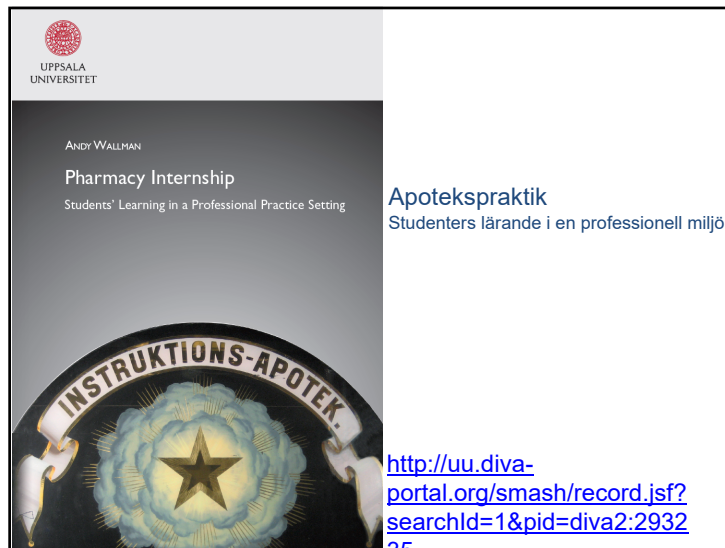 UPPSALA
UNIVERSITET
ANDY WALLMAN
Pharmacy Internship
Students' Learning in a Professional Practice Setting
INSTRUKTIONS-APOTEK.
Apotekspraktik
Studenters lärande i en professionell miljö
http://uu.diva-
portal.org/smash/record.jsf?
searchId=1&pid=diva2:2932